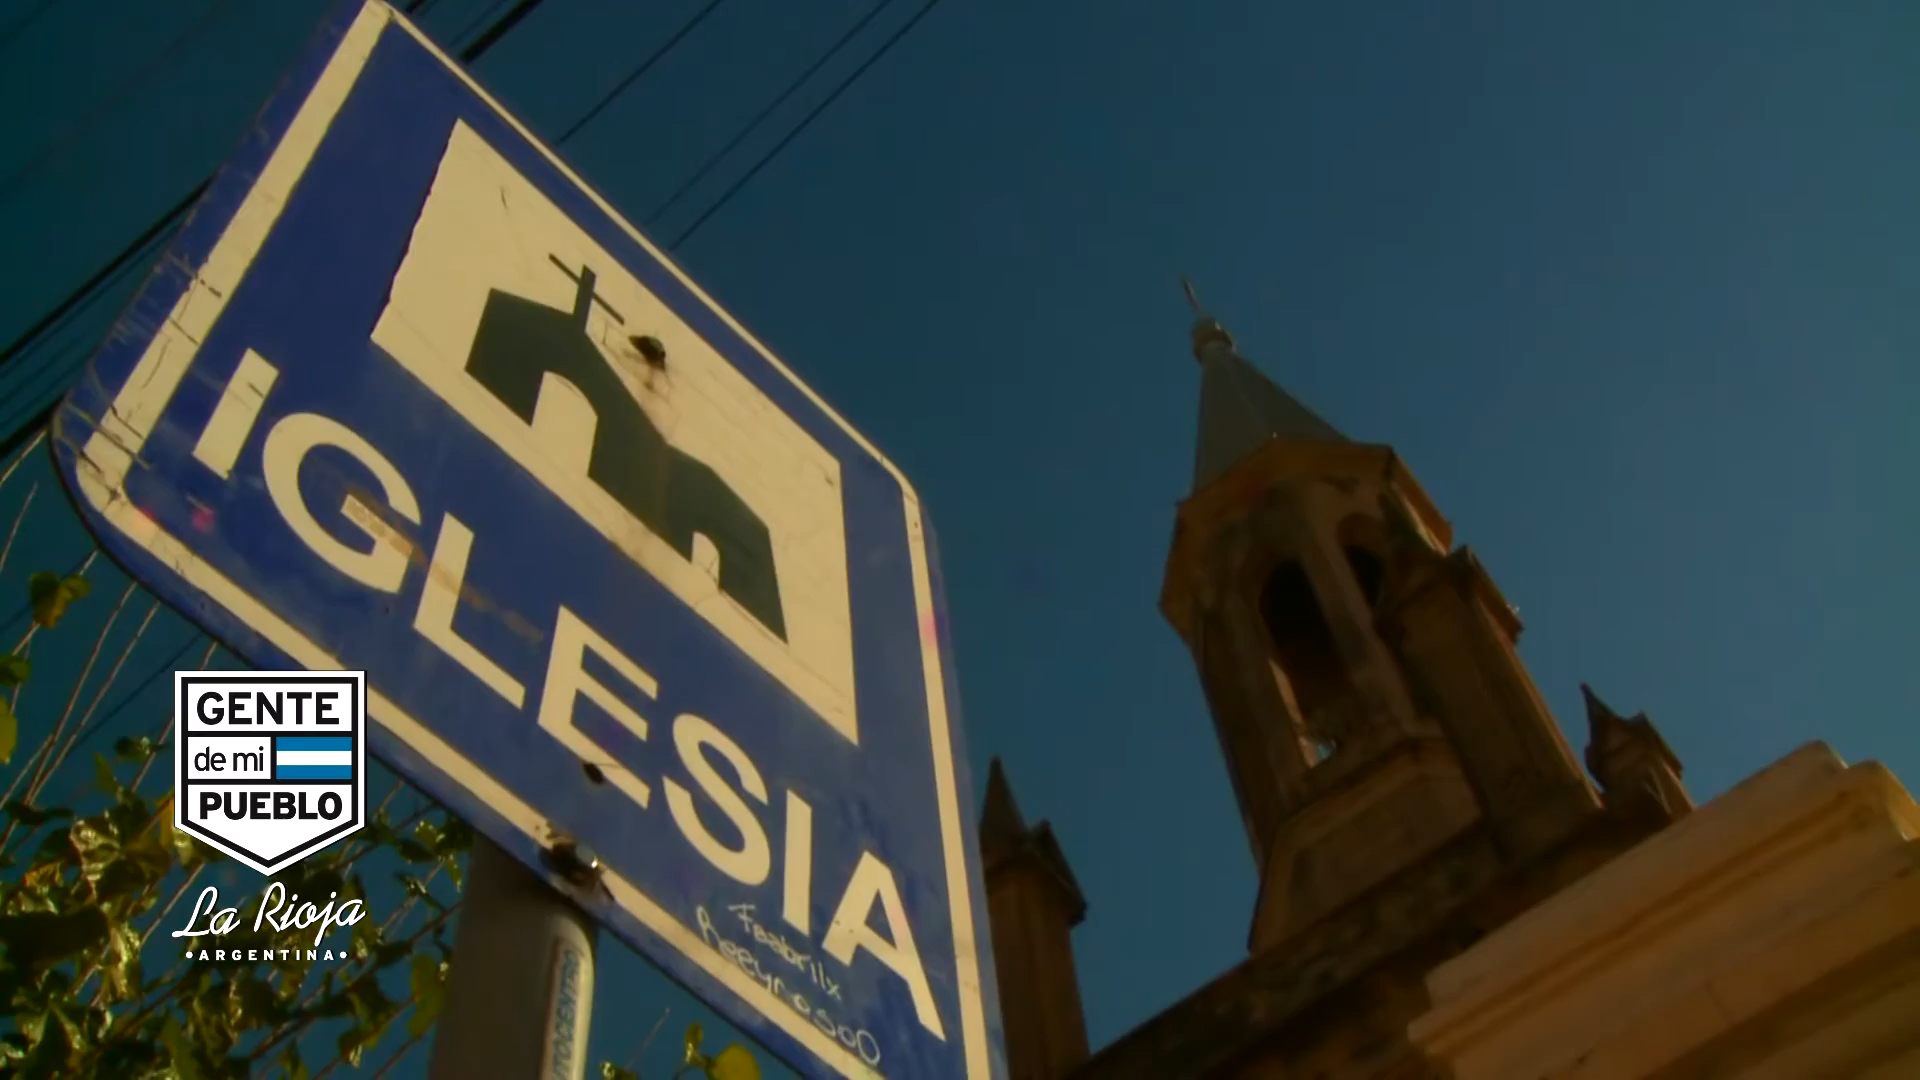 IGLESIA
GENTE
de mi
PUEBLO
La Rioja
•ARGENTINA•